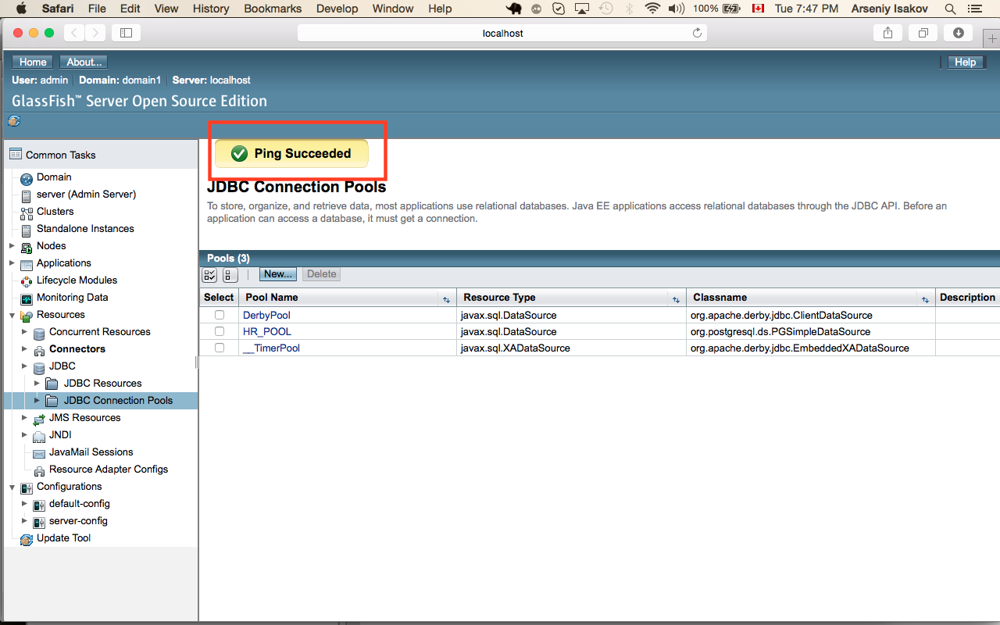 Safari File Edit View History Bookmarks Develop Window Help 100% Tue 7:47 PM Arseniy Isakov
localhost
Home About... Help
User: admin Domain: domain1 Server: localhost
GlassFish™ Server Open Source Edition
Common Tasks
Domain
server (Admin Server)
Clusters
Standalone Instances
Nodes
Applications
Lifecycle Modules
Monitoring Data
Resources
Concurrent Resources
Connectors
JDBC
JDBC Resources
JDBC Connection Pools
JMS Resources
JNDI
JavaMail Sessions
Resource Adapter Configs
Configurations
default-config
server-config
Update Tool
Ping Succeeded
JDBC Connection Pools
To store, organize, and retrieve data, most applications use relational databases. Java EE applications access relational databases through the JDBC API. Before an
application can access a database, it must get a connection.
Pools (3)
New... Delete
Select Pool Name Resource Type Classname Description
DerbyPool javax.sql.DataSource org.apache.derby.jdbc.ClientDataSource
HR_POOL javax.sql.DataSource org.postgresql.ds.PGSimpleDataSource
__TimerPool javax.sql.XADataSource org.apache.derby.jdbc.EmbeddedXADataSource